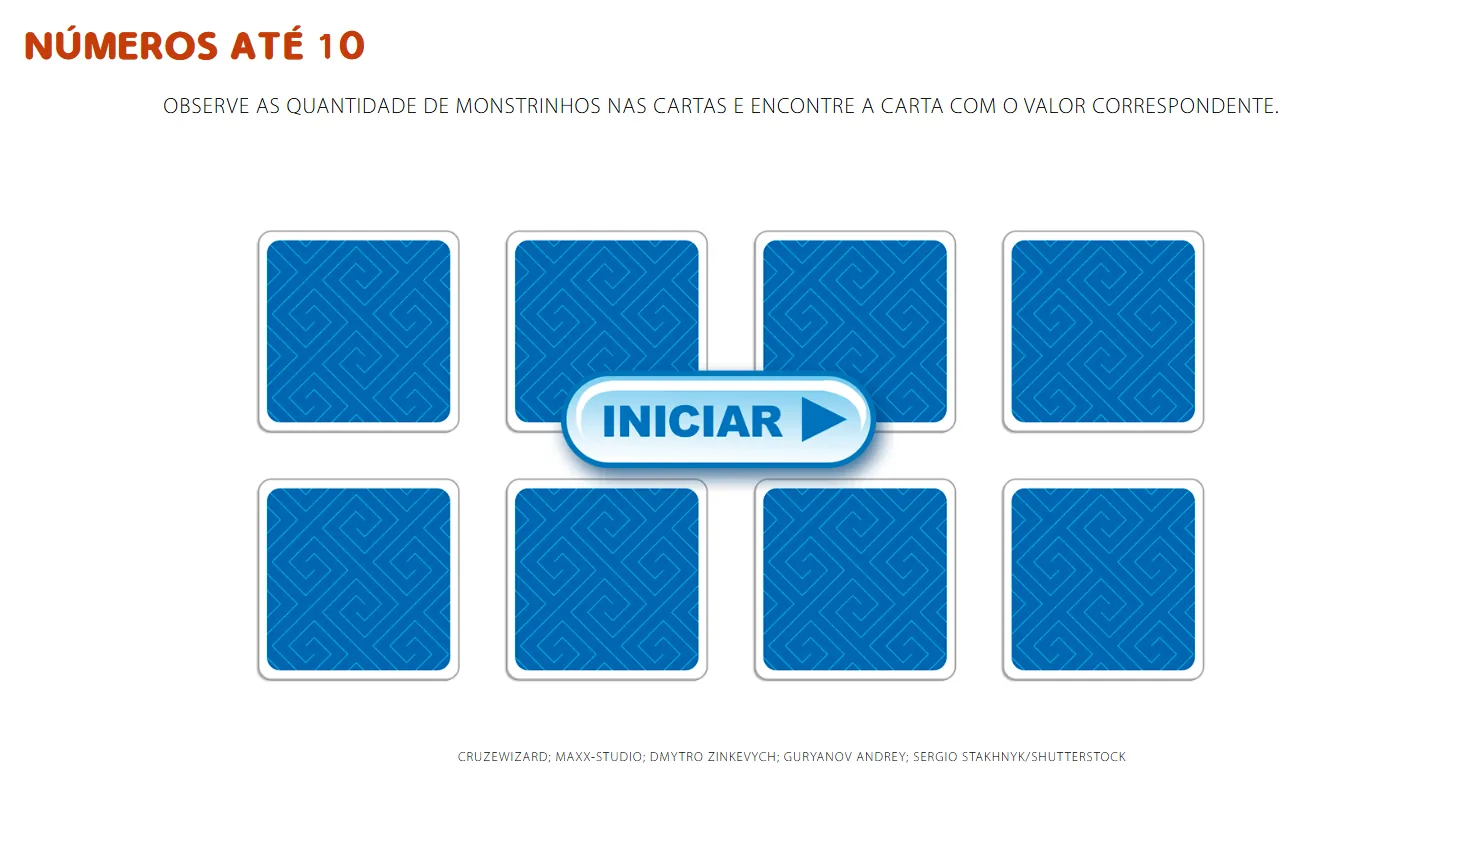 NÚMEROS ATÉ 10
OBSERVE AS QUANTIDADE DE MONSTRINHOS NAS CARTAS E ENCONTRE A CARTA COM O VALOR CORRESPONDENTE.
INICIAR
CRUZEWIZARD; MAXX-STUDIO; DMYTRO ZINKEVYCH; GURYANOV ANDREY; SERGIO STAKHNYK/SHUTTERSTOCK